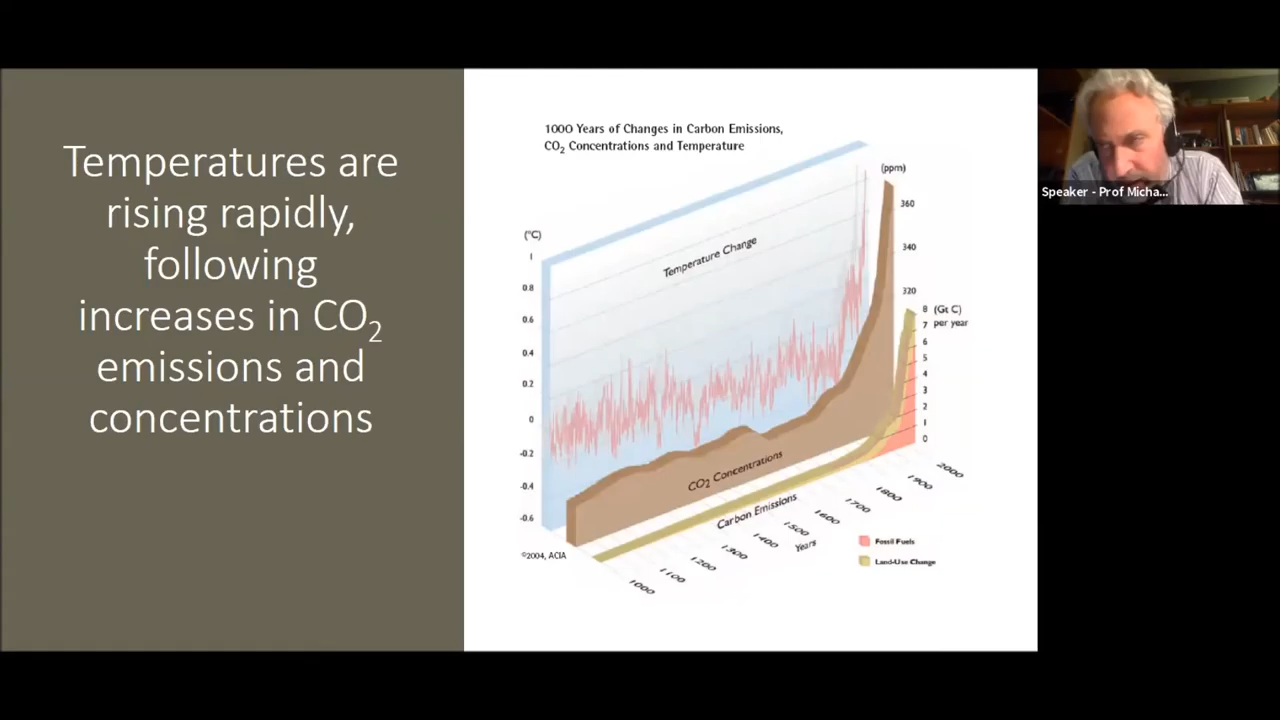 Temperatures are
rising rapidly,
following
increases in CO₂
emissions and
concentrations
1000 Years of Changes in Carbon Emissions,
CO₂ Concentrations and Temperature
(°C)
1
0.8
0.6
0.4
0.2
0
-0.2
-0.4
-0.6
Temperature Change
(ppm)
360
340
320
(Gt C)
per year
8
7
6
5
4
3
2
1
0
CO₂ Concentrations
Carbon Emissions
1000
1100
1200
1300
1400
1500
1600
1700
1800
1900
2000
Years
Fossil Fuels
Land-Use Change
©2004, ACIA
Speaker - Prof Micha...